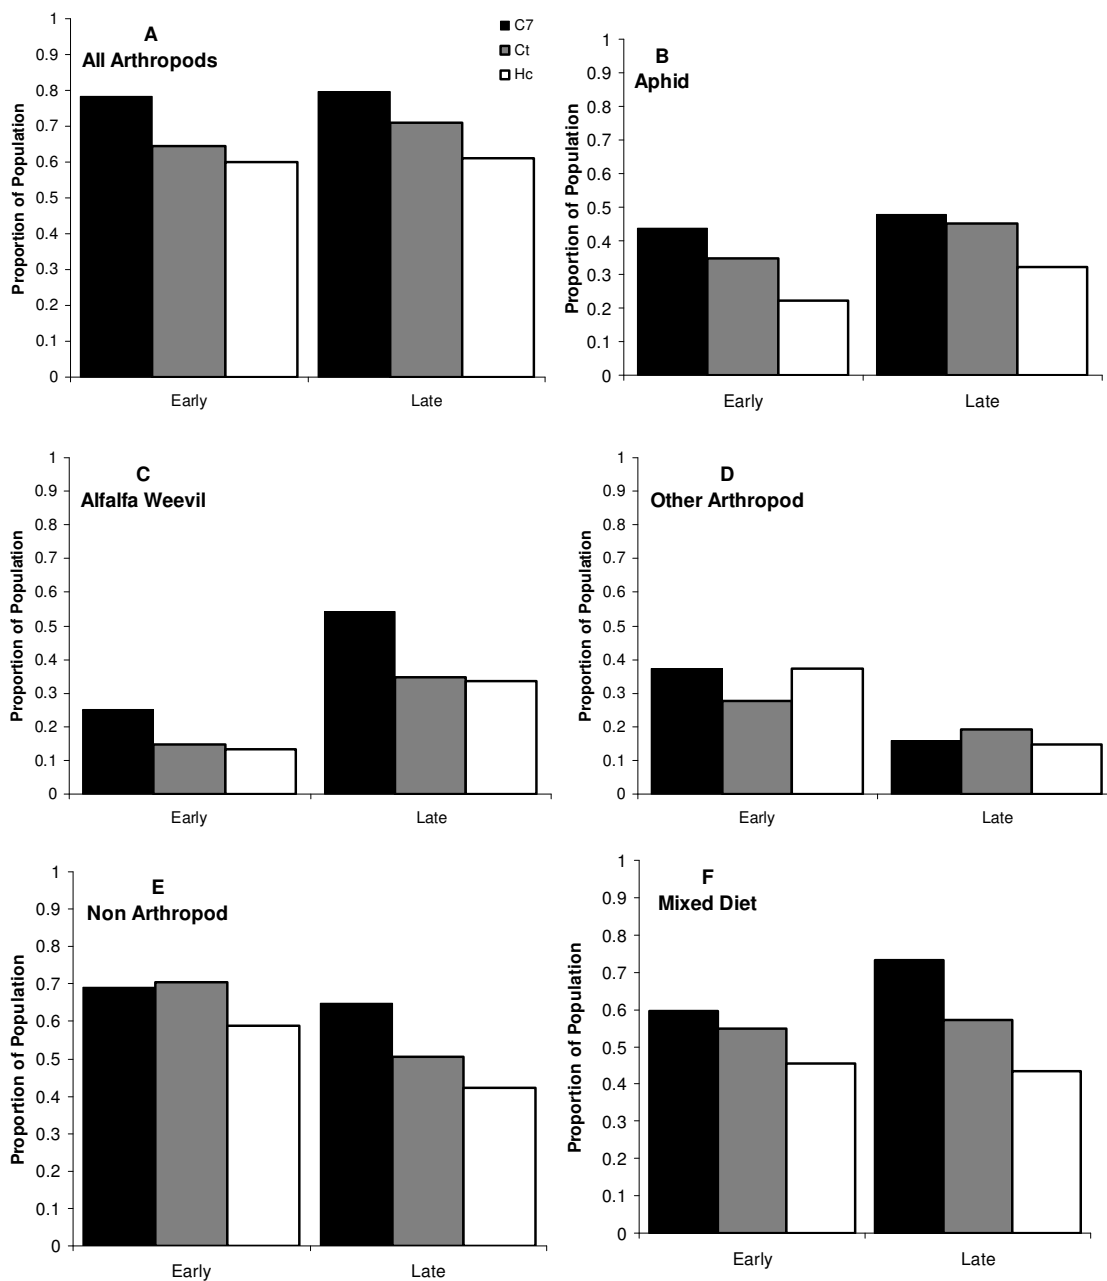 A
All Arthropods
C7
Ct
Hc
Proportion of Population
1
0.9
0.8
0.7
0.6
0.5
0.4
0.3
0.2
0.1
0
Early
Late
B
Aphid
Proportion of Population
1
0.9
0.8
0.7
0.6
0.5
0.4
0.3
0.2
0.1
0
Early
Late
C
Alfalfa Weevil
Proportion of Population
1
0.9
0.8
0.7
0.6
0.5
0.4
0.3
0.2
0.1
0
Early
Late
D
Other Arthropod
Proportion of Population
1
0.9
0.8
0.7
0.6
0.5
0.4
0.3
0.2
0.1
0
Early
Late
E
Non Arthropod
Proportion of Population
1
0.9
0.8
0.7
0.6
0.5
0.4
0.3
0.2
0.1
0
Early
Late
F
Mixed Diet
Proportion of Population
1
0.9
0.8
0.7
0.6
0.5
0.4
0.3
0.2
0.1
0
Early
Late